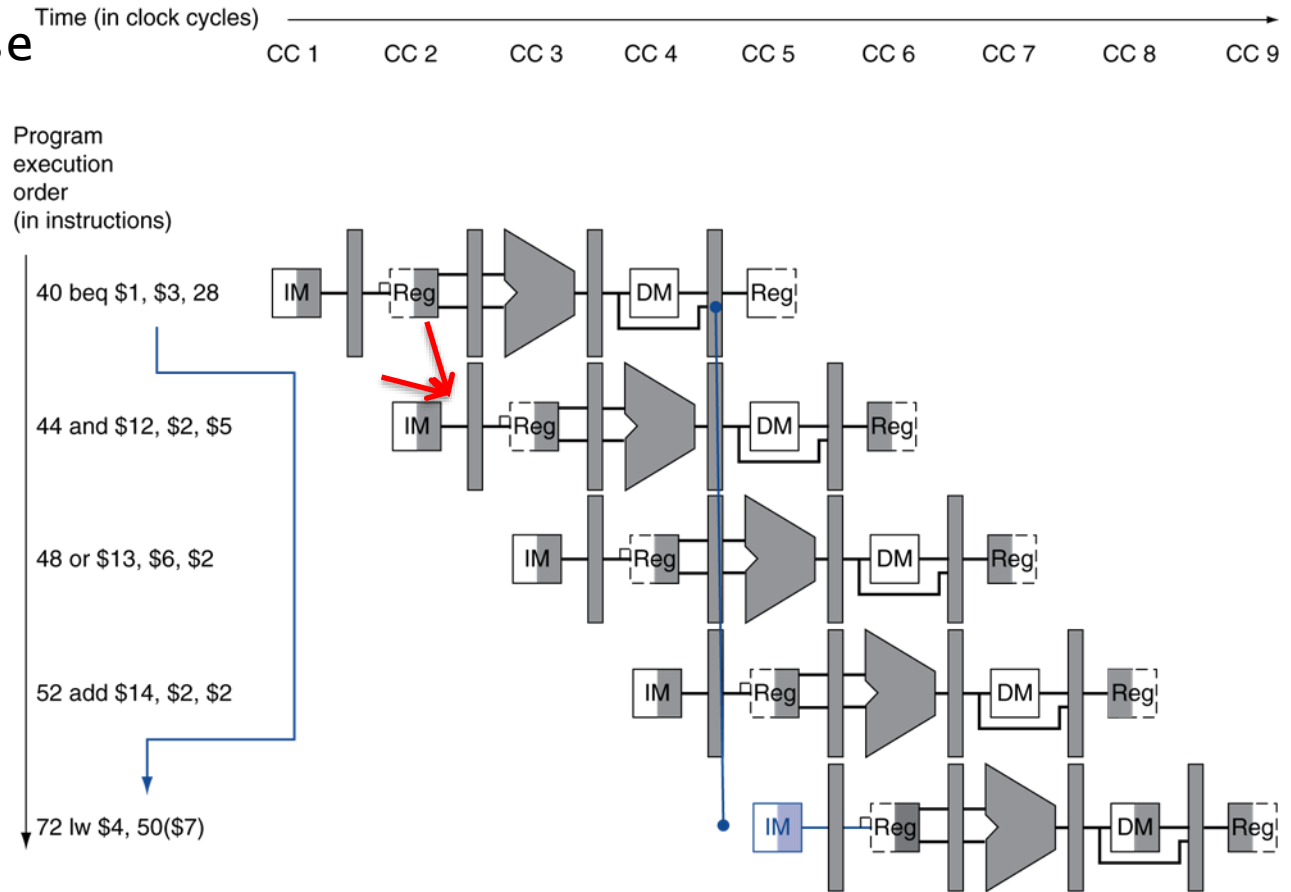 Time (in clock cycles)
se
CC 1 CC 2 CC 3 CC 4 CC 5 CC 6 CC 7 CC 8 CC 9
Program
execution
order
(in instructions)
40 beq $1, $3, 28
IM Reg DM Reg
44 and $12, $2, $5
IM Reg DM Reg
48 or $13, $6, $2
IM Reg DM Reg
52 add $14, $2, $2
IM Reg DM Reg
72 lw $4, 50($7)
IM Reg DM Reg